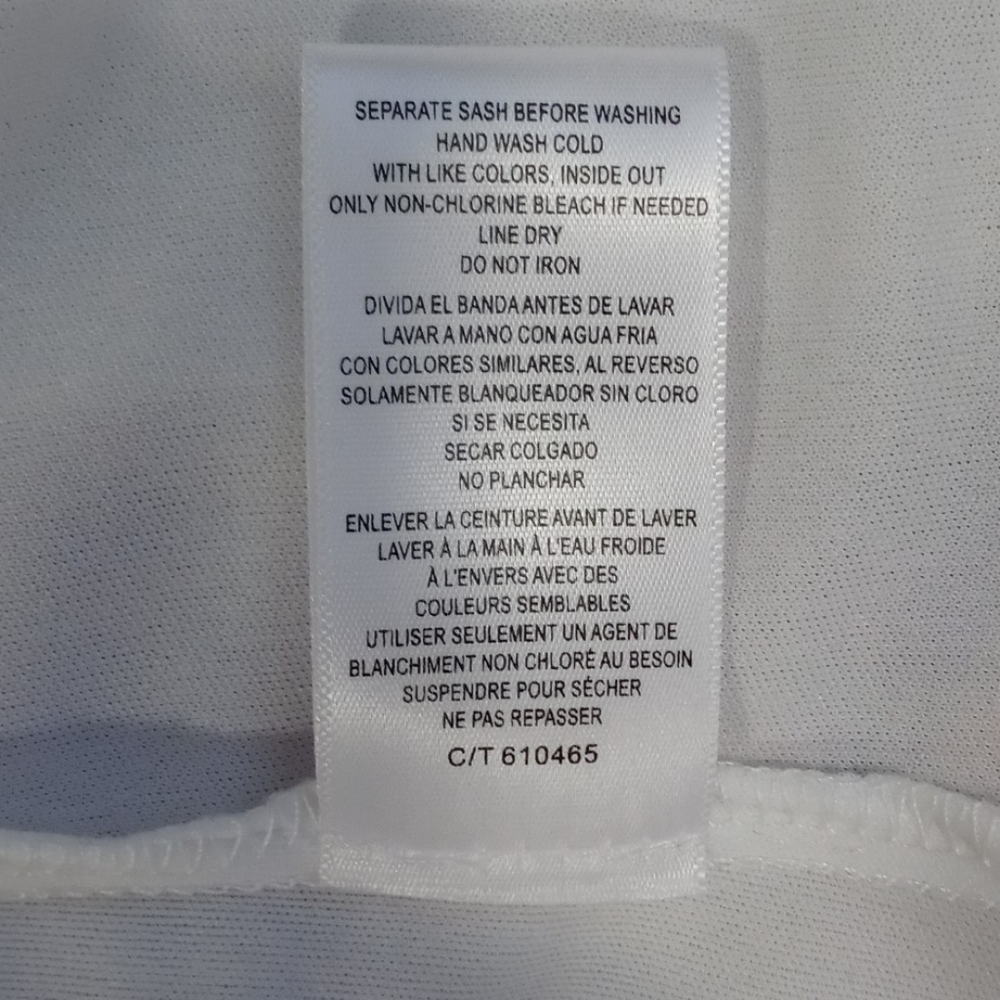 SEPARATE SASH BEFORE WASHING
HAND WASH COLD
WITH LIKE COLORS, INSIDE OUT
ONLY NON-CHLORINE BLEACH IF NEEDED
LINE DRY
DO NOT IRON
DIVIDA EL BANDA ANTES DE LAVAR
LAVAR A MANO CON AGUA FRIA
CON COLORES SIMILARES, AL REVERSO
SOLAMENTE BLANQUEADOR SIN CLORO
SI SE NECESITA
SECAR COLGADO
NO PLANCHAR
ENLEVER LA CEINTURE AVANT DE LAVER
LAVER À LA MAIN À L'EAU FROIDE
À L'ENVERS AVEC DES
COULEURS SEMBLABLES
UTILISER SEULEMENT UN AGENT DE
BLANCHIMENT NON CHLORÉ AU BESOIN
SUSPENDRE POUR SÉCHER
NE PAS REPASSER
C/T 610465